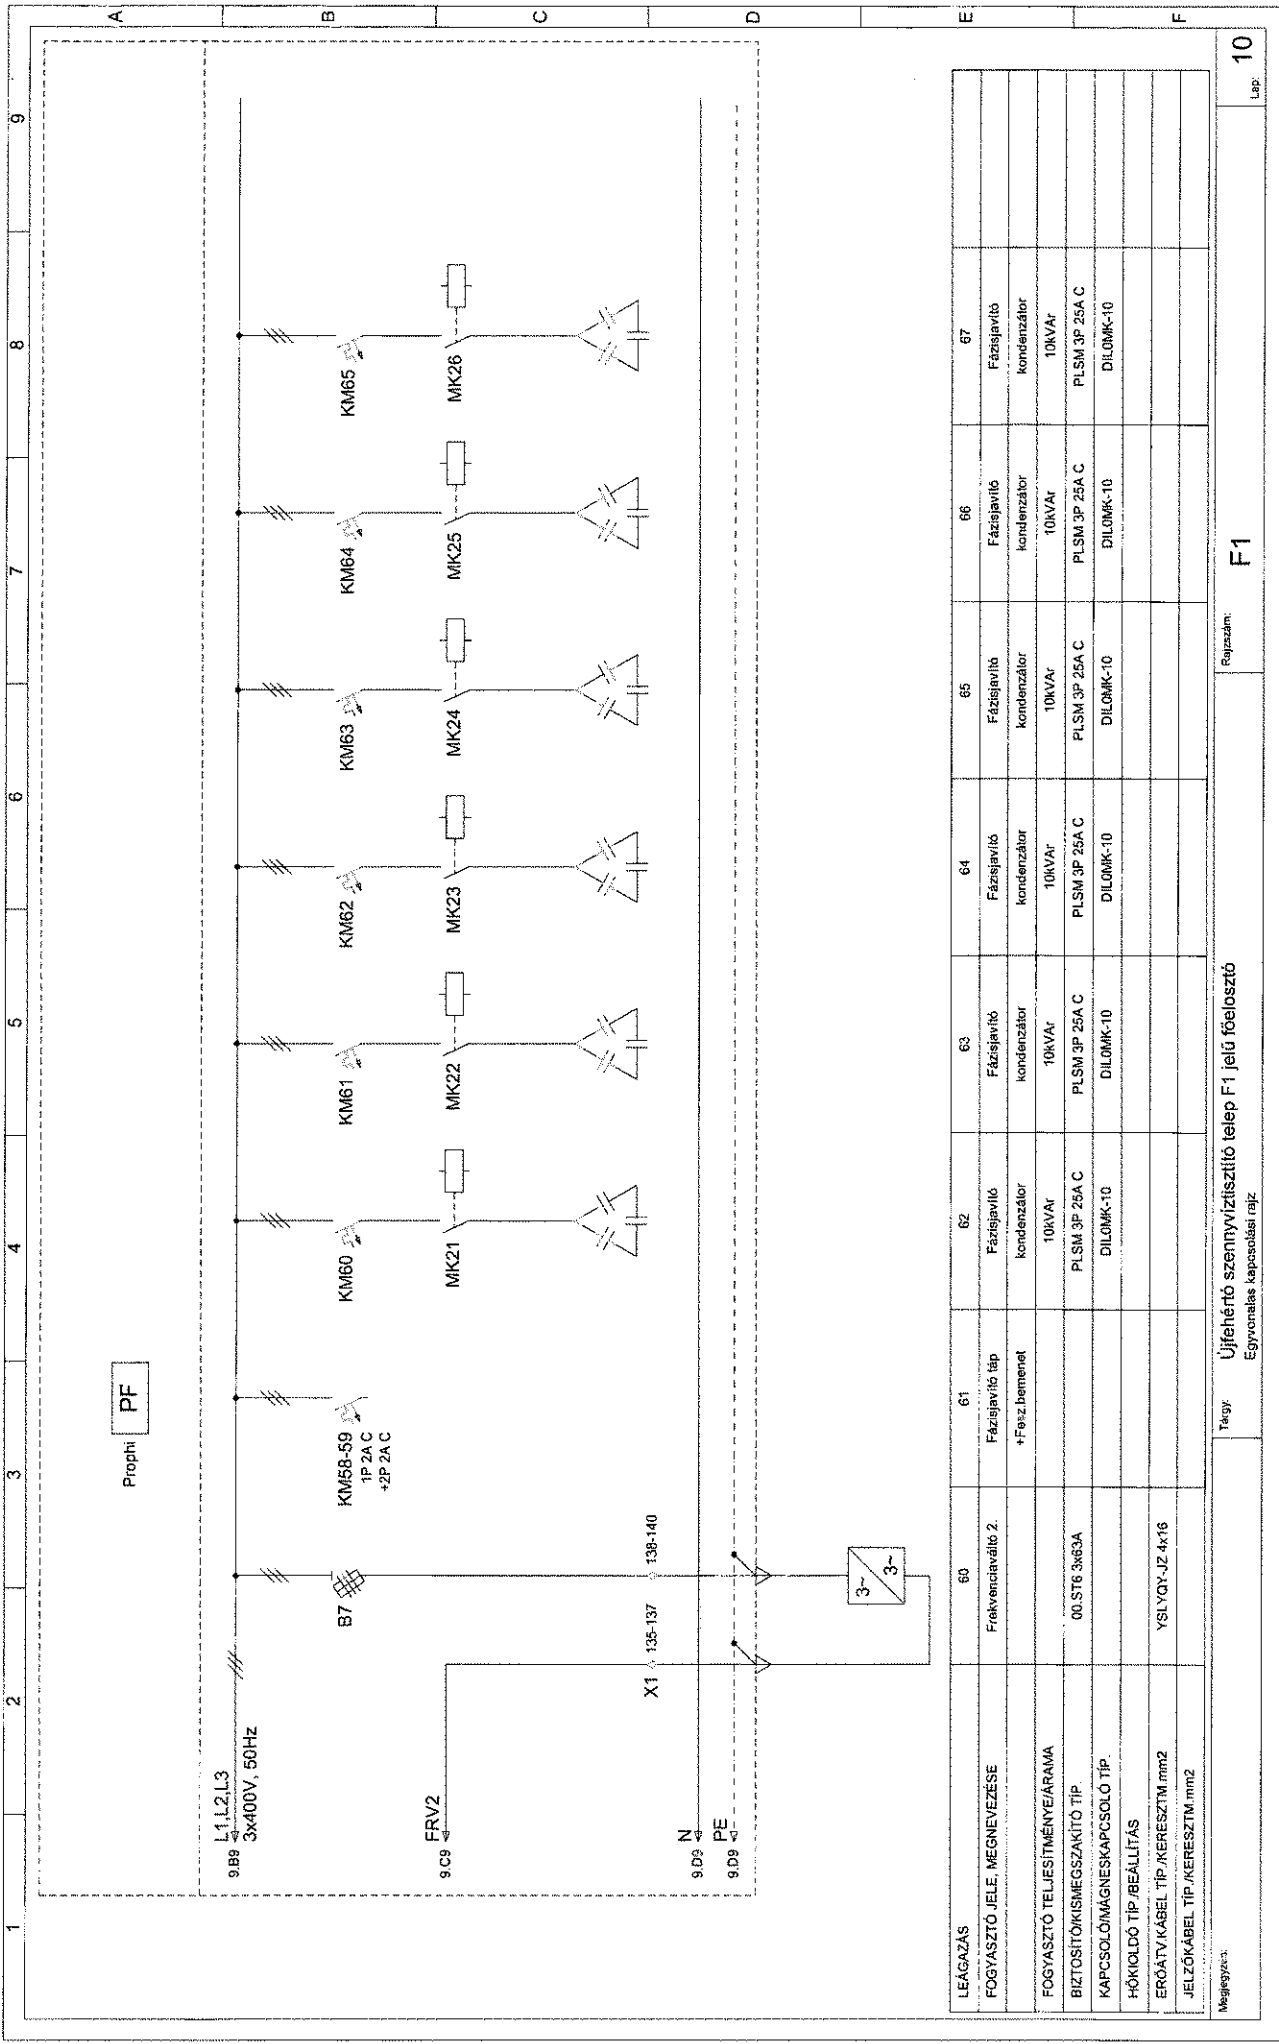 1 2 3 4 5 6 7 8 9
A
B
C
D
E
F
Prophi PF
L1,L2,L3
3x400V, 50Hz
9.B9
FRV2
9.C9
N
9.D9
PE
9.D9
B7
KM58-59
1P 2A C
+2P 2A C
KM60
KM61
KM62
KM63
KM64
KM65
MK21
MK22
MK23
MK24
MK25
MK26
X1 135-137 138-140
3~
3~
LEÁGAZÁS 60 61 62 63 64 65 66 67
FOGYASZTÓ JELE, MEGNEVEZÉSE Frekvenciaváltó 2. Fázisjavító táp Fázisjavító Fázisjavító Fázisjavító Fázisjavító Fázisjavító Fázisjavító
+Fesz.bemenet kondenzátor kondenzátor kondenzátor kondenzátor kondenzátor kondenzátor
FOGYASZTÓ TELJESÍTMÉNYE/ÁRAMA 10kVAr 10kVAr 10kVAr 10kVAr 10kVAr 10kVAr
BIZTOSÍTÓ/KISMEGSZAKÍTÓ TÍP. 00.ST6 3x63A PLSM 3P 25A C PLSM 3P 25A C PLSM 3P 25A C PLSM 3P 25A C PLSM 3P 25A C PLSM 3P 25A C
KAPCSOLÓ/MÁGNESKAPCSOLÓ TÍP. DIL0MK-10 DIL0MK-10 DIL0MK-10 DIL0MK-10 DIL0MK-10 DIL0MK-10
HŐKIOLDÓ TÍP./BEÁLLÍTÁS
ERŐÁTV.KÁBEL TÍP./KERESZTM.mm2 YSLYQY-JZ 4x16
JELZŐKÁBEL TÍP./KERESZTM.mm2
Megjegyzés:
Tárgy: Újfehértó szennyvíztisztító telep F1 jelű főelosztó
Egyvonalas kapcsolási rajz
Rajzszám: F1
Lap: 10